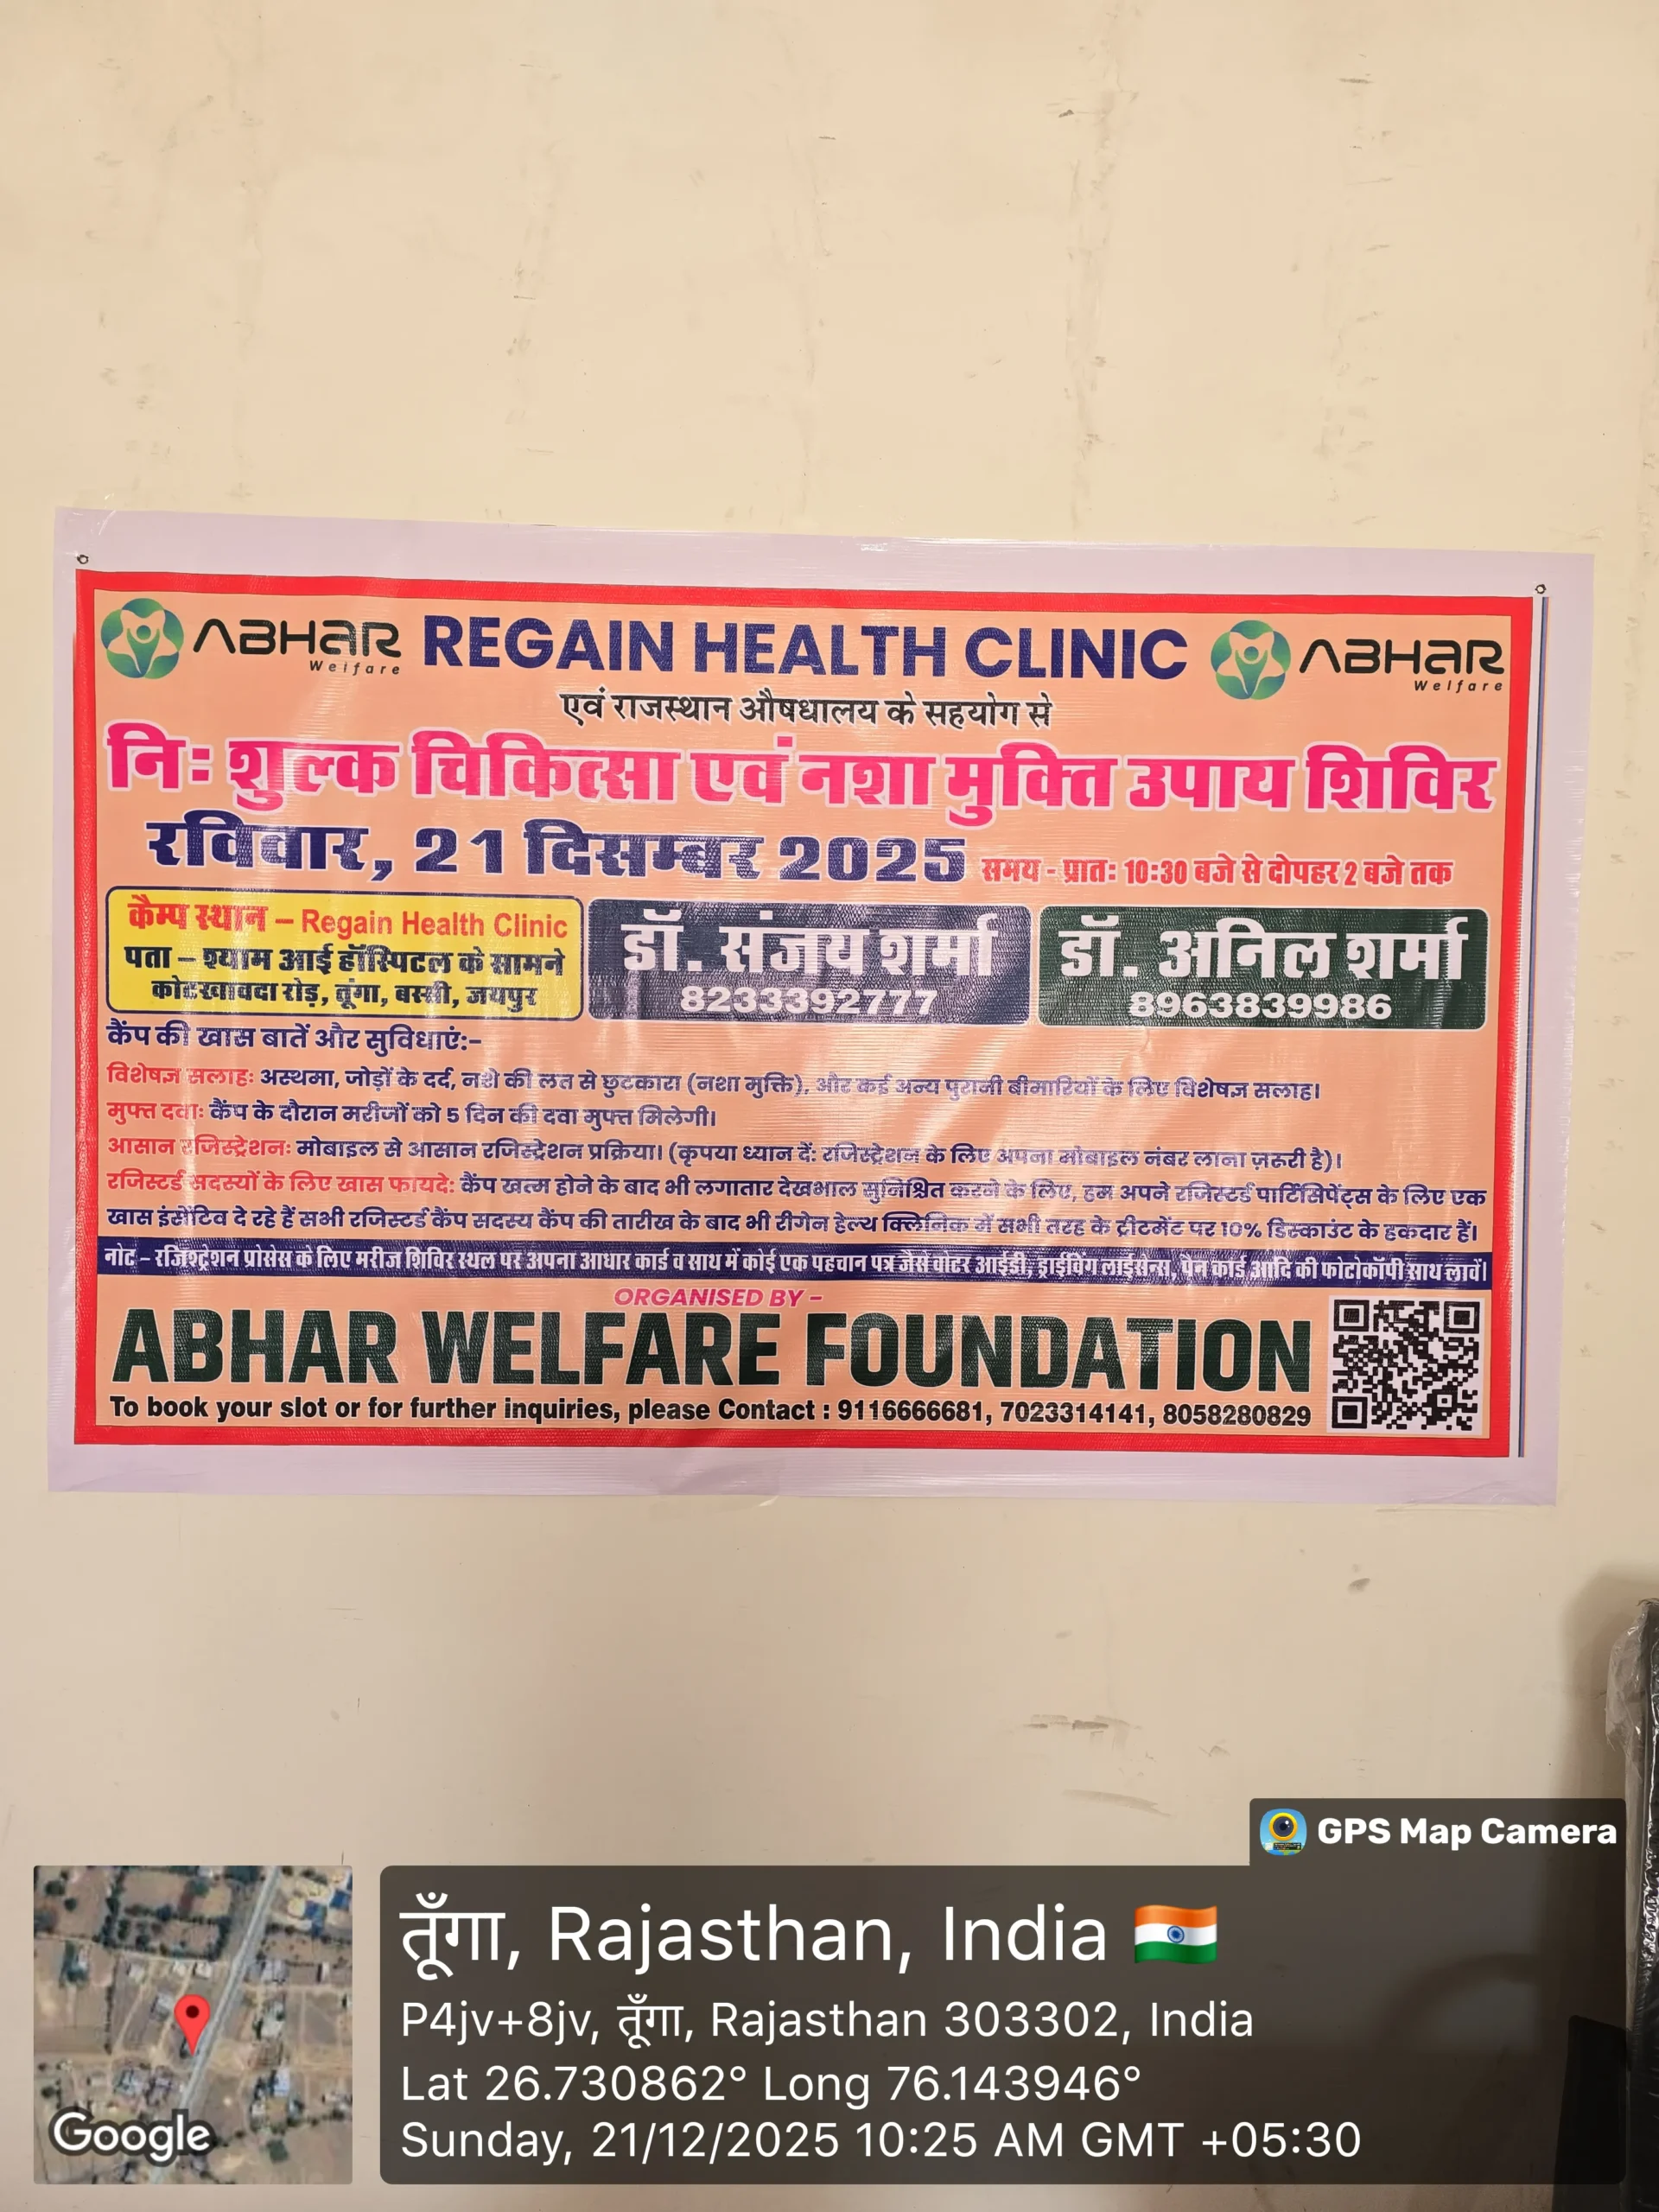 ABHAR Welfare REGAIN HEALTH CLINIC ABHAR Welfare
एवं राजस्थान औषधालय के सहयोग से
नि: शुल्क चिकित्सा एवं नशा मुक्ति उपाय शिविर
रविवार, 21 दिसम्बर 2025 समय - प्रात: 10:30 बजे से दोपहर 2 बजे तक
कैम्प स्थान – Regain Health Clinic
पता – श्याम आई हॉस्पिटल के सामने
कोटखावदा रोड़, तूंगा, बस्सी, जयपुर
डॉ. संजय शर्मा
8233392777
डॉ. अनिल शर्मा
8963839986
कैंप की खास बातें और सुविधाएं:-
विशेषज्ञ सलाह: अस्थमा, जोड़ों के दर्द, नशे की लत से छुटकारा (नशा मुक्ति), और कई अन्य पुरानी बीमारियों के लिए विशेषज्ञ सलाह।
मुफ्त दवा: कैंप के दौरान मरीजों को 5 दिन की दवा मुफ्त मिलेगी।
आसान रजिस्ट्रेशन: मोबाइल से आसान रजिस्ट्रेशन प्रक्रिया। (कृपया ध्यान दें: रजिस्ट्रेशन के लिए अपना मोबाइल नंबर लाना ज़रूरी है)।
रजिस्टर्ड सदस्यों के लिए खास फायदे: कैंप खत्म होने के बाद भी लगातार देखभाल सुनिश्चित करने के लिए, हम अपने रजिस्टर्ड पार्टिसिपेंट्स के लिए एक
खास इंसेंटिव दे रहे हैं सभी रजिस्टर्ड कैंप सदस्य कैंप की तारीख के बाद भी रीगेन हेल्थ क्लिनिक में सभी तरह के ट्रीटमेंट पर 10% डिस्काउंट के हकदार हैं।
नोट – रजिस्ट्रेशन प्रोसेस के लिए मरीज शिविर स्थल पर अपना आधार कार्ड व साथ में कोई एक पहचान पत्र जैसे वोटर आईडी, ड्राईविंग लाईसेन्स, पैन कार्ड आदि की फोटोकॉपी साथ लावें।
ORGANISED BY –
ABHAR WELFARE FOUNDATION
To book your slot or for further inquiries, please Contact : 9116666681, 7023314141, 8058280829
GPS Map Camera
तूँगा, Rajasthan, India
P4jv+8jv, तूँगा, Rajasthan 303302, India
Lat 26.730862° Long 76.143946°
Sunday, 21/12/2025 10:25 AM GMT +05:30
Google